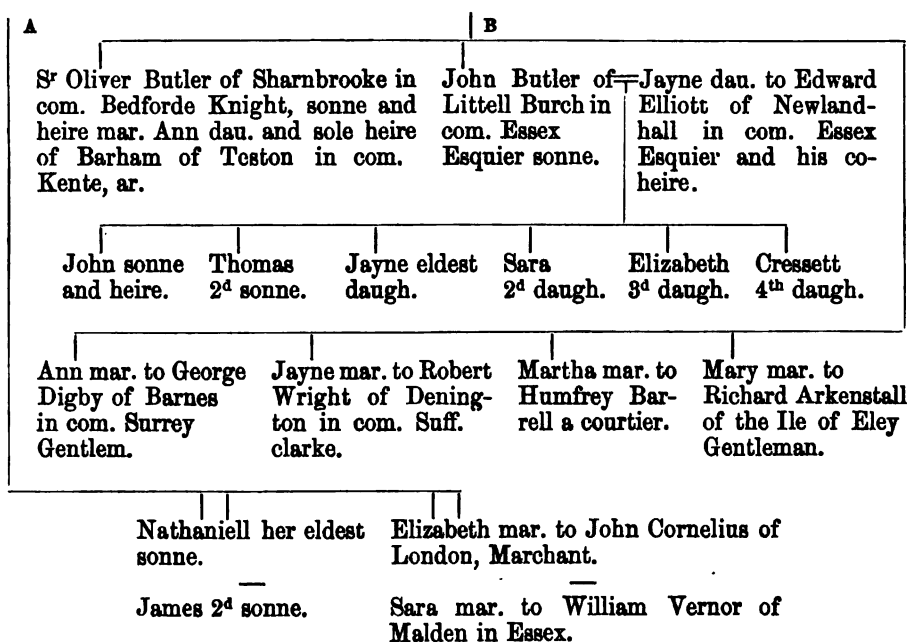 A
B
Sʳ Oliver Butler of Sharnbrooke in
com. Bedforde Knight, sonne and
heire mar. Ann dau. and sole heire
of Barham of Teston in com.
Kente, ar.
John Butler of
Littell Burch in
com. Essex
Esquier sonne.
Jayne dau. to Edward
Elliott of Newland-
hall in com. Essex
Esquier and his co-
heire.
John sonne
and heire.
Thomas
2ᵈ sonne.
Jayne eldest
daugh.
Sara
2ᵈ daugh.
Elizabeth
3ᵈ daugh.
Cressett
4ᵗʰ daugh.
Ann mar. to George
Digby of Barnes
in com. Surrey
Gentlem.
Jayne mar. to Robert
Wright of Dening-
ton in com. Suff.
clarke.
Martha mar. to
Humfrey Bar-
rell a courtier.
Mary mar. to
Richard Arkenstall
of the Ile of Eley
Gentleman.
Nathaniell her eldest
sonne.
James 2ᵈ sonne.
Elizabeth mar. to John Cornelius of
London, Marchant.
Sara mar. to William Vernor of
Malden in Essex.